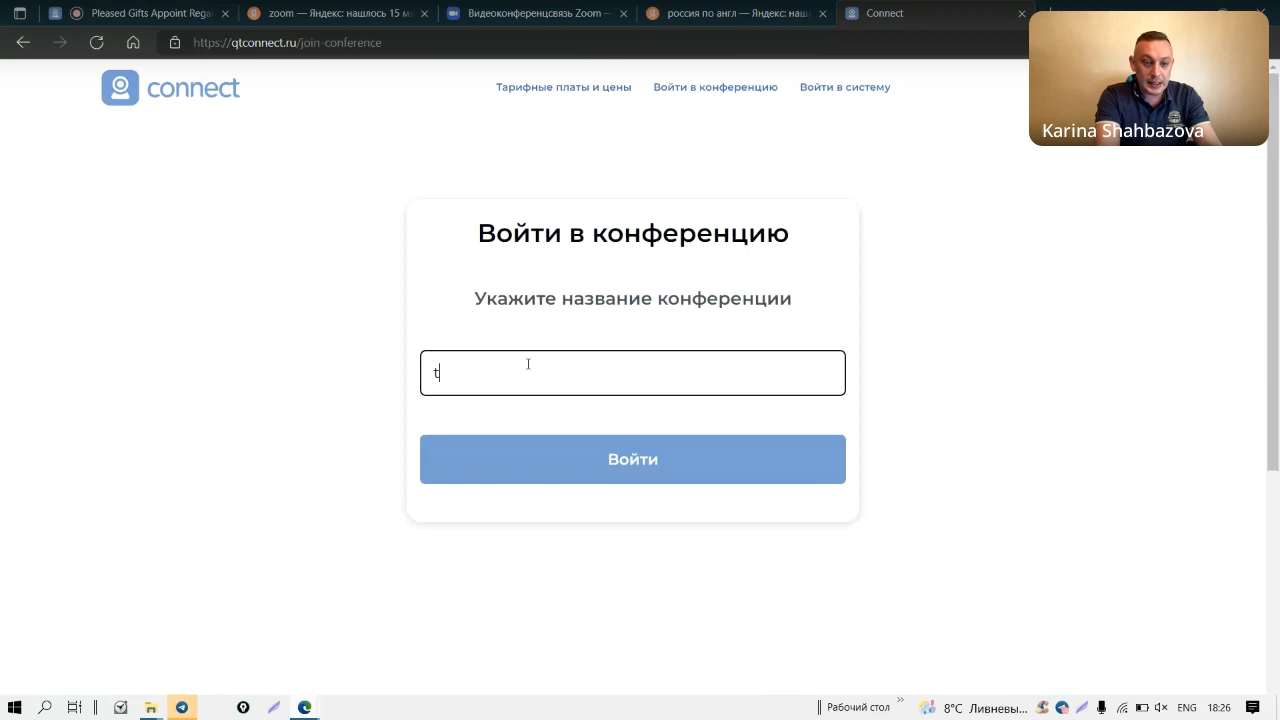 Pleased Gifts Appoint Rega
zoom — Яндекс нашлось 15 м
Видеоконференцсвязь Zoom –
россия по англ — Яндекс: наш
Connect
https://qtconnect.ru/join-conference
connect
Тарифные платы и цены
Войти в конференцию
Войти в систему
Karina Shahbazova
Войти в конференцию
Укажите название конференции
t
Войти
Рабочий стол
8°C Ливневы...
ENG
18:26